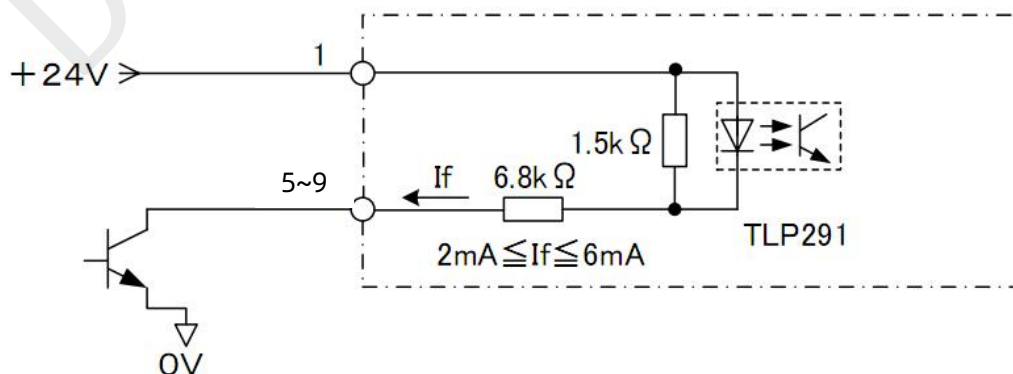 1
+24V
1.5kΩ
5~9
If
6.8kΩ
TLP291
2mA≦If≦6mA
0V